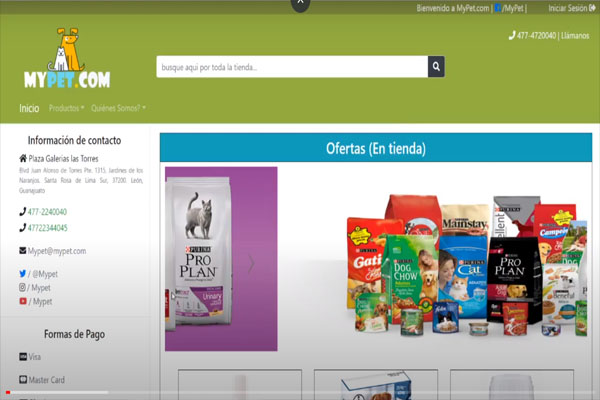 Bienvenido a MyPet.com | /MyPet |
Iniciar Sesión
477-4720040 | Llámanos
MYPET.COM
busque aqui por toda la tienda...
Inicio
Productos
Quiénes Somos?
Información de contacto
Plaza Galerias las Torres
Blvd Juan Alonso de Torres Pte. 1315, Jardines de los
Naranjos, Santa Rosa de Lima Sur, 37200 León,
Guanajuato
477-2240040
47722344045
Mypet@mypet.com
/ @Mypet
/ Mypet
/ Mypet
Formas de Pago
Visa
Master Card
Ofertas (En tienda)
PURINA
PRO PLAN
Urinary
Gati
DOG CHOW
Mainstay
Cat
PRO PLAN
Campeón
Beneful